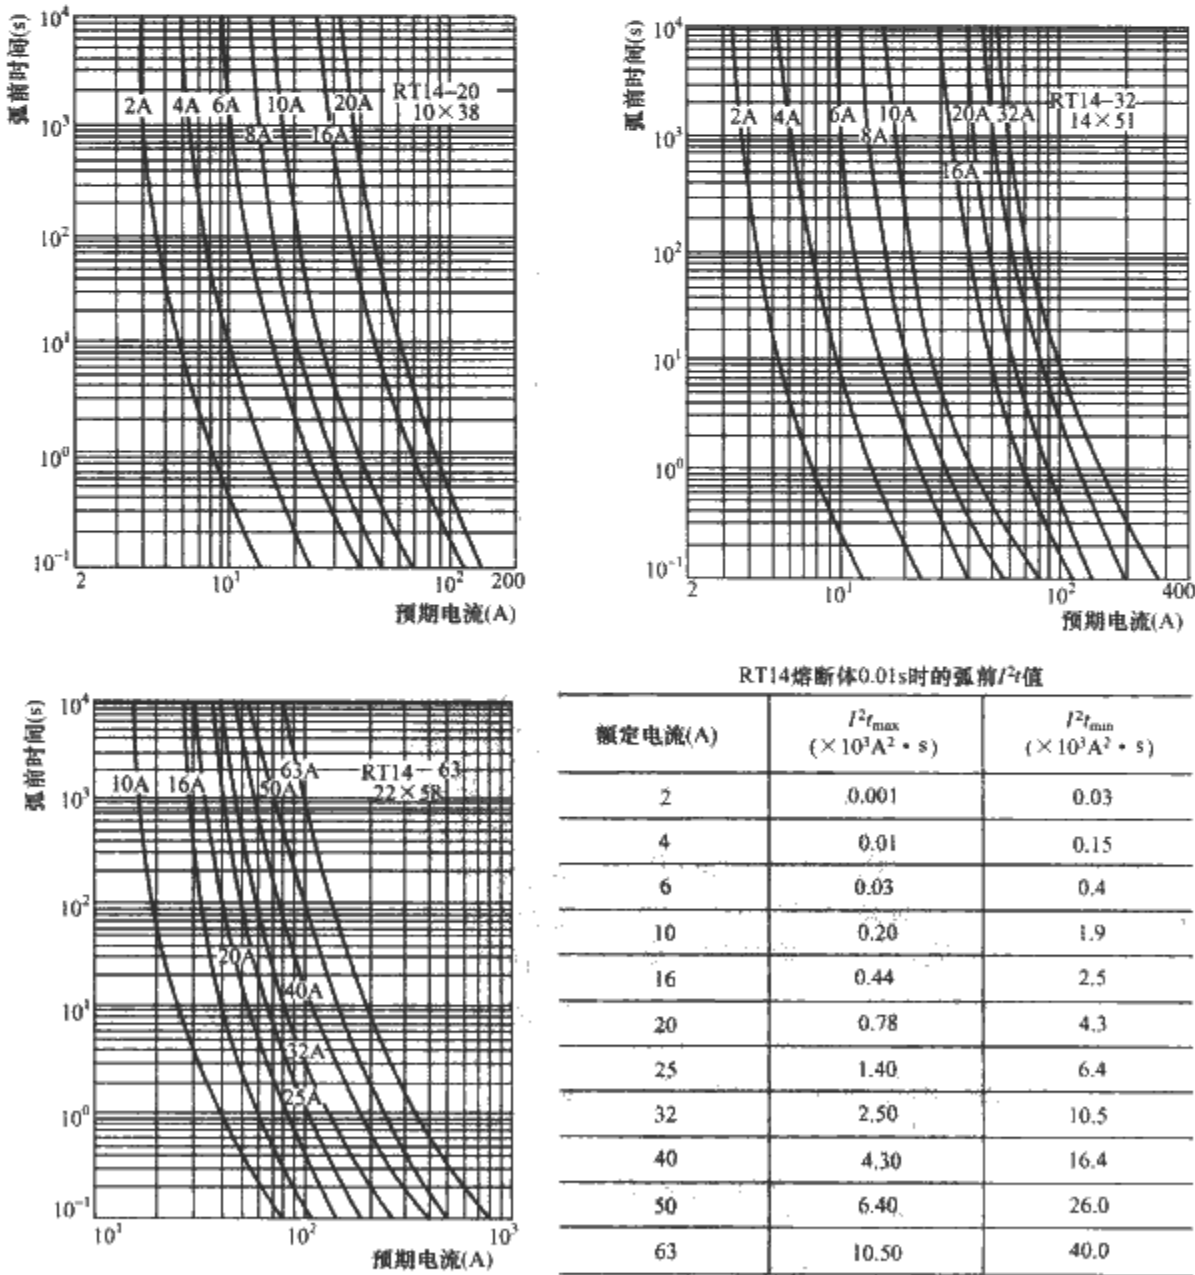 弧前时间(s)
10⁴
10³
10²
10¹
10⁰
10⁻¹
2A 4A 6A 10A 20A
8A 16A
RT14-20
10×38
2 10¹ 10² 200
预期电流(A)
弧前时间(s)
10⁴
10³
10²
10¹
10⁰
10⁻¹
2A 4A 6A 10A 20A 32A
8A
16A
RT14-32
14×51
2 10¹ 10² 400
预期电流(A)
弧前时间(s)
10⁴
10³
10²
10¹
10⁰
10⁻¹
63A
10A 16A 50A
20A
40A
32A
25A
RT14-63
22×58
10¹ 10² 10³
预期电流(A)
RT14熔断体0.01s时的弧前I²t值
额定电流(A) I²tmax (×10³A²·s) I²tmin (×10³A²·s)
2 0.001 0.03
4 0.01 0.15
6 0.03 0.4
10 0.20 1.9
16 0.44 2.5
20 0.78 4.3
25 1.40 6.4
32 2.50 10.5
40 4.30 16.4
50 6.40 26.0
63 10.50 40.0